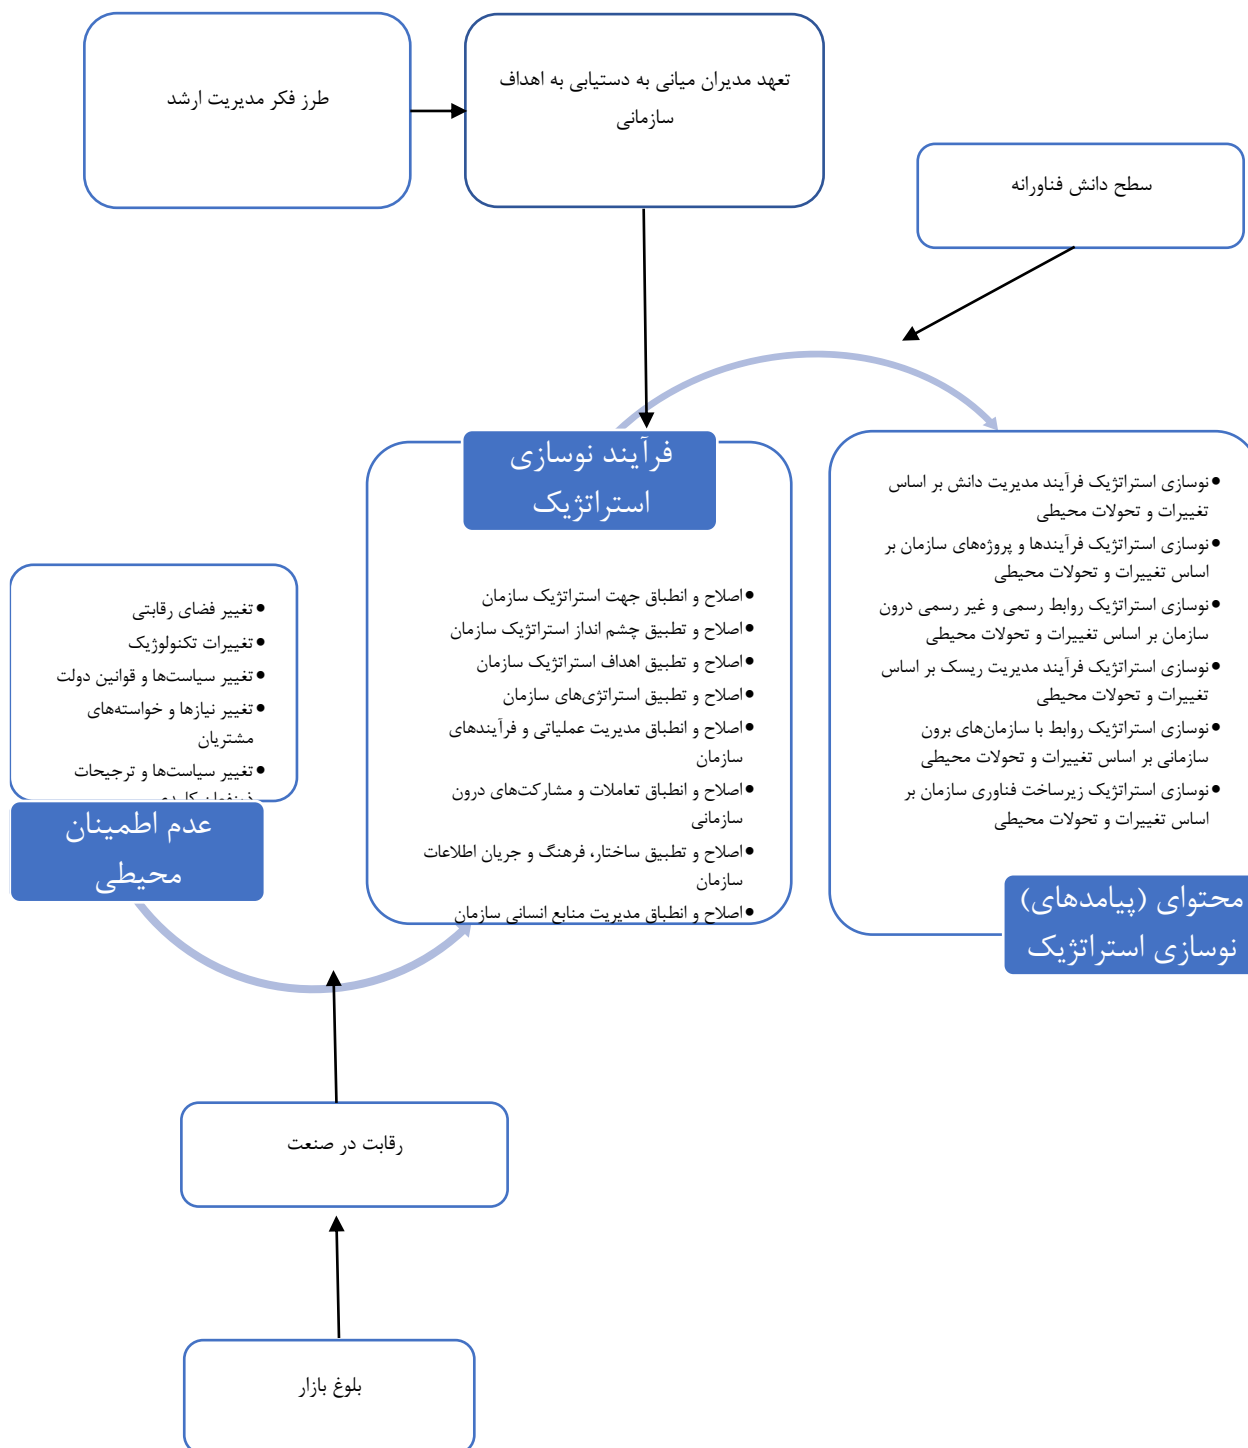 طرز فکر مدیریت ارشد
تعهد مدیران میانی به دستیابی به اهداف
سازمانی
سطح دانش فناورانه
فرآیند نوسازی
استراتژیک
• اصلاح و انطباق جهت استراتژیک سازمان
• اصلاح و تطبیق چشم انداز استراتژیک سازمان
• اصلاح و تطبیق اهداف استراتژیک سازمان
• اصلاح و تطبیق استراتژی‌های سازمان
• اصلاح و انطباق مدیریت عملیاتی و فرآیندهای
سازمان
• اصلاح و انطباق تعاملات و مشارکت‌های درون
سازمانی
• اصلاح و تطبیق ساختار، فرهنگ و جریان اطلاعات
سازمان
• اصلاح و انطباق مدیریت منابع انسانی سازمان
• نوسازی استراتژیک فرآیند مدیریت دانش بر اساس
تغییرات و تحولات محیطی
• نوسازی استراتژیک فرآیندها و پروژه‌های سازمان بر
اساس تغییرات و تحولات محیطی
• نوسازی استراتژیک روابط رسمی و غیر رسمی درون
سازمان بر اساس تغییرات و تحولات محیطی
• نوسازی استراتژیک فرآیند مدیریت ریسک بر اساس
تغییرات و تحولات محیطی
• نوسازی استراتژیک روابط با سازمان‌های برون
سازمانی بر اساس تغییرات و تحولات محیطی
• نوسازی استراتژیک زیرساخت فناوری سازمان بر
اساس تغییرات و تحولات محیطی
محتوای (پیامدهای)
نوسازی استراتژیک
• تغییر فضای رقابتی
• تغییرات تکنولوژیک
• تغییر سیاست‌ها و قوانین دولت
• تغییر نیازها و خواسته‌های
مشتریان
• تغییر سیاست‌ها و ترجیحات
عدم اطمینان
محیطی
رقابت در صنعت
بلوغ بازار